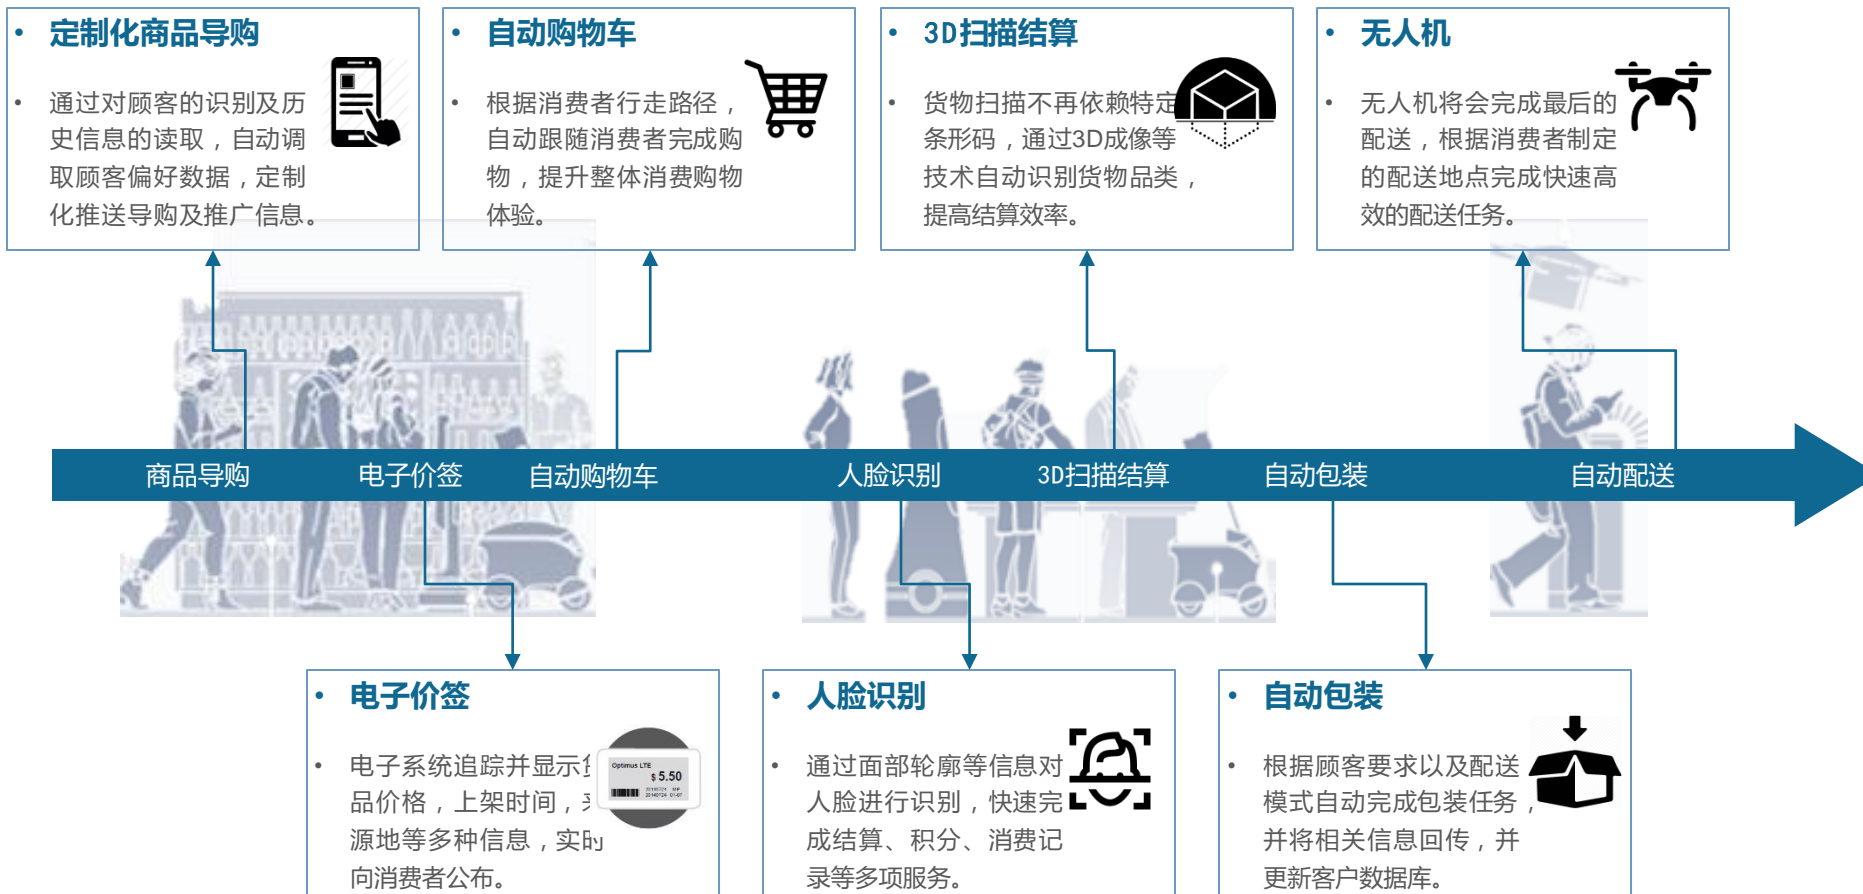 • 定制化商品导购
• 通过对顾客的识别及历
史信息的读取，自动调
取顾客偏好数据，定制
化推送导购及推广信息。
• 自动购物车
• 根据消费者行走路径，
自动跟随消费者完成购
物，提升整体消费购物
体验。
• 3D扫描结算
• 货物扫描不再依赖特定
条形码，通过3D成像等
技术自动识别货物品类，
提高结算效率。
• 无人机
• 无人机将会完成最后的
配送，根据消费者制定
的配送地点完成快速高
效的配送任务。
商品导购
电子价签
自动购物车
人脸识别
3D扫描结算
自动包装
自动配送
• 电子价签
• 电子系统追踪并显示
品价格，上架时间，
源地等多种信息，实时
向消费者公布。
Optimus LTE
$ 5.50
• 人脸识别
• 通过面部轮廓等信息对
人脸进行识别，快速完
成结算、积分、消费记
录等多项服务。
• 自动包装
• 根据顾客要求以及配送
模式自动完成包装任务，
并将相关信息回传，并
更新客户数据库。